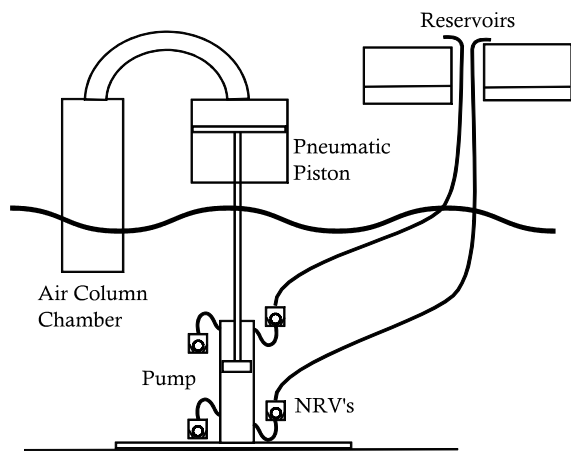 Reservoirs
Pneumatic
Piston
Air Column
Chamber
Pump
NRV's